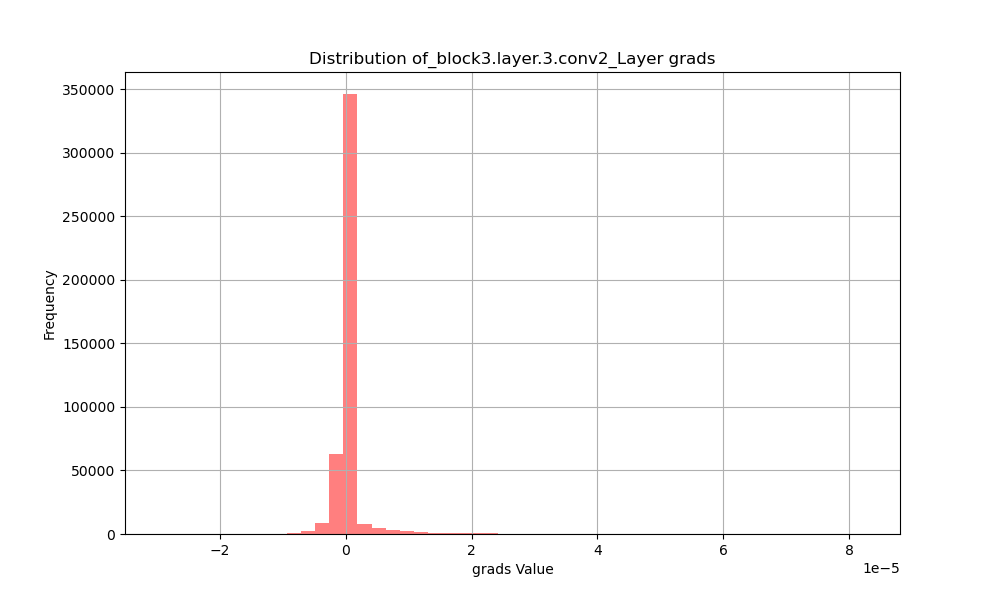 Distribution of_block3.layer.3.conv2_Layer grads
Frequency
350000
300000
250000
200000
150000
100000
50000
0
−2 0 2 4 6 8
1e−5
grads Value